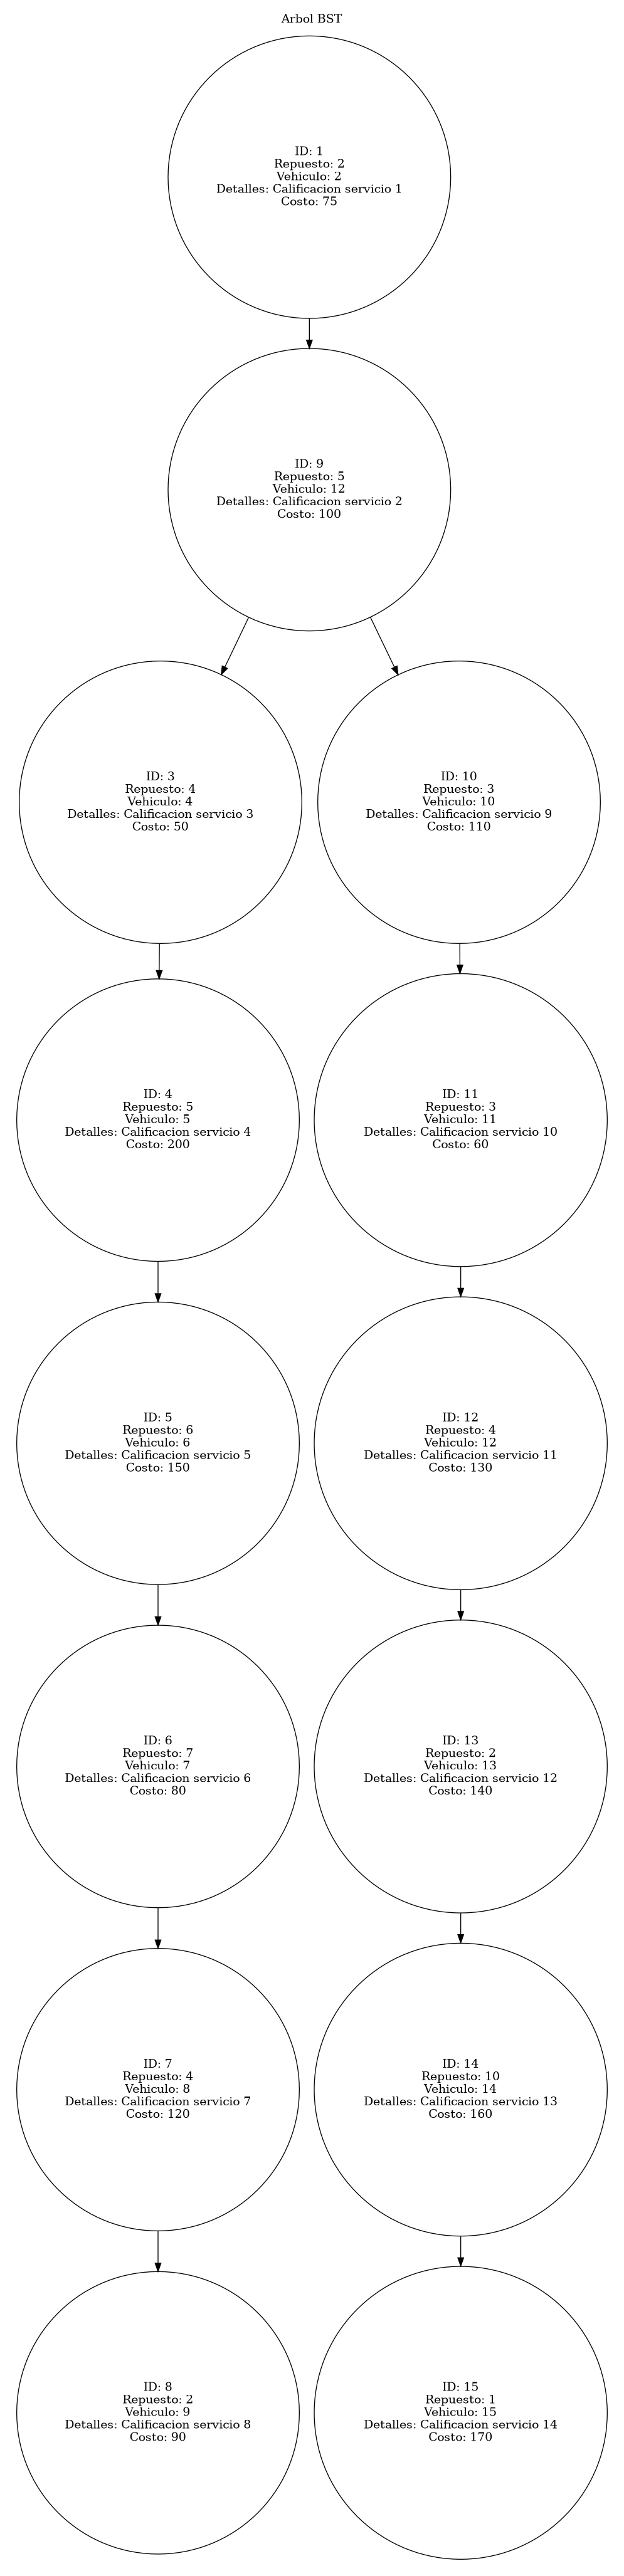 Arbol BST
ID: 1
Repuesto: 2
Vehiculo: 2
Detalles: Calificacion servicio 1
Costo: 75
ID: 9
Repuesto: 5
Vehiculo: 12
Detalles: Calificacion servicio 2
Costo: 100
ID: 3
Repuesto: 4
Vehiculo: 4
Detalles: Calificacion servicio 3
Costo: 50
ID: 10
Repuesto: 3
Vehiculo: 10
Detalles: Calificacion servicio 9
Costo: 110
ID: 4
Repuesto: 5
Vehiculo: 5
Detalles: Calificacion servicio 4
Costo: 200
ID: 11
Repuesto: 3
Vehiculo: 11
Detalles: Calificacion servicio 10
Costo: 60
ID: 5
Repuesto: 6
Vehiculo: 6
Detalles: Calificacion servicio 5
Costo: 150
ID: 12
Repuesto: 4
Vehiculo: 12
Detalles: Calificacion servicio 11
Costo: 130
ID: 6
Repuesto: 7
Vehiculo: 7
Detalles: Calificacion servicio 6
Costo: 80
ID: 13
Repuesto: 2
Vehiculo: 13
Detalles: Calificacion servicio 12
Costo: 140
ID: 7
Repuesto: 4
Vehiculo: 8
Detalles: Calificacion servicio 7
Costo: 120
ID: 14
Repuesto: 10
Vehiculo: 14
Detalles: Calificacion servicio 13
Costo: 160
ID: 8
Repuesto: 2
Vehiculo: 9
Detalles: Calificacion servicio 8
Costo: 90
ID: 15
Repuesto: 1
Vehiculo: 15
Detalles: Calificacion servicio 14
Costo: 170